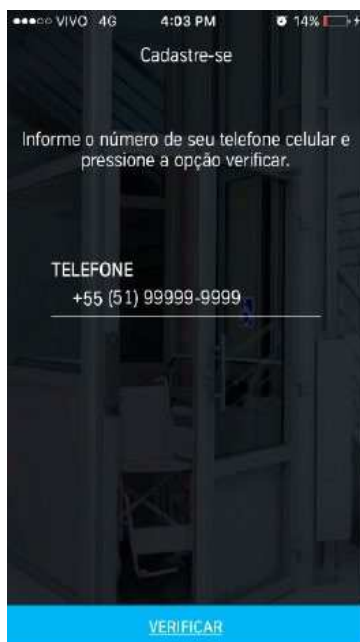 VIVO 4G 4:03 PM 14%
Cadastre-se
Informe o número de seu telefone celular e
pressione a opção verificar.
TELEFONE
+55 (51) 99999-9999
VERIFICAR